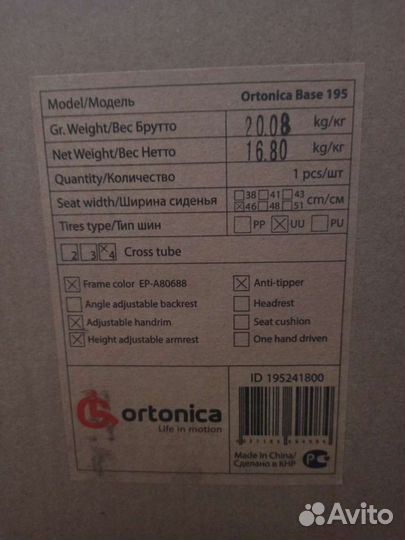 Model/Модель Ortonica Base 195
Gr. Weight/Вес Брутто 20.08 kg/кг
Net Weight/Вес Нетто 16.80 kg/кг
Quantity/Количество 1 pcs/шт
Seat width/Ширина сиденья 38 41 43 cm/см
46 48 51
Tires type/Тип шин PP UU PU
2 3 4 Cross tube
Frame color EP-A80688 Anti-tipper
Angle adjustable backrest Headrest
Adjustable handrim Seat cushion
Height adjustable armrest One hand driven
ID 195241800
ortonica
Life in motion
Made In China/
Сделано в КНР
Avito